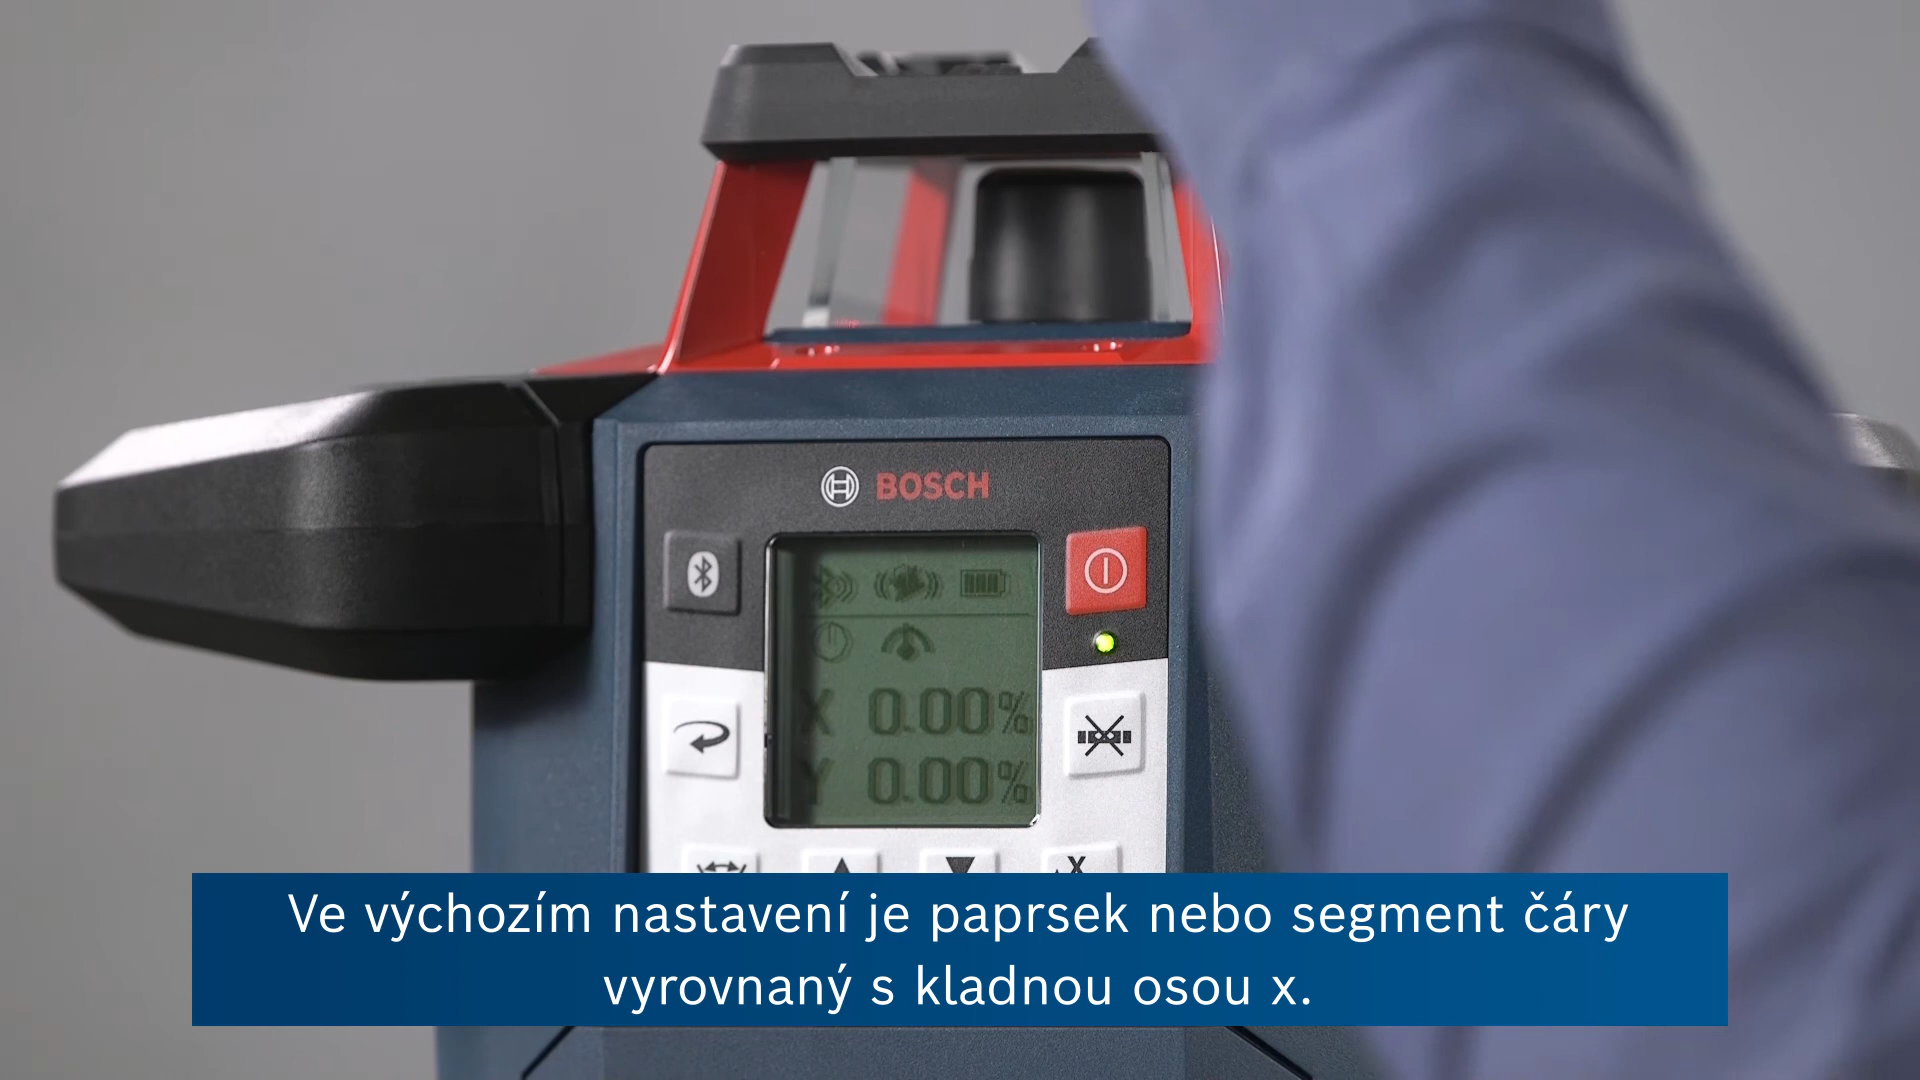 BOSCH
X 0.00%
Y 0.00%
X
Ve výchozím nastavení je paprsek nebo segment čáry
vyrovnaný s kladnou osou x.